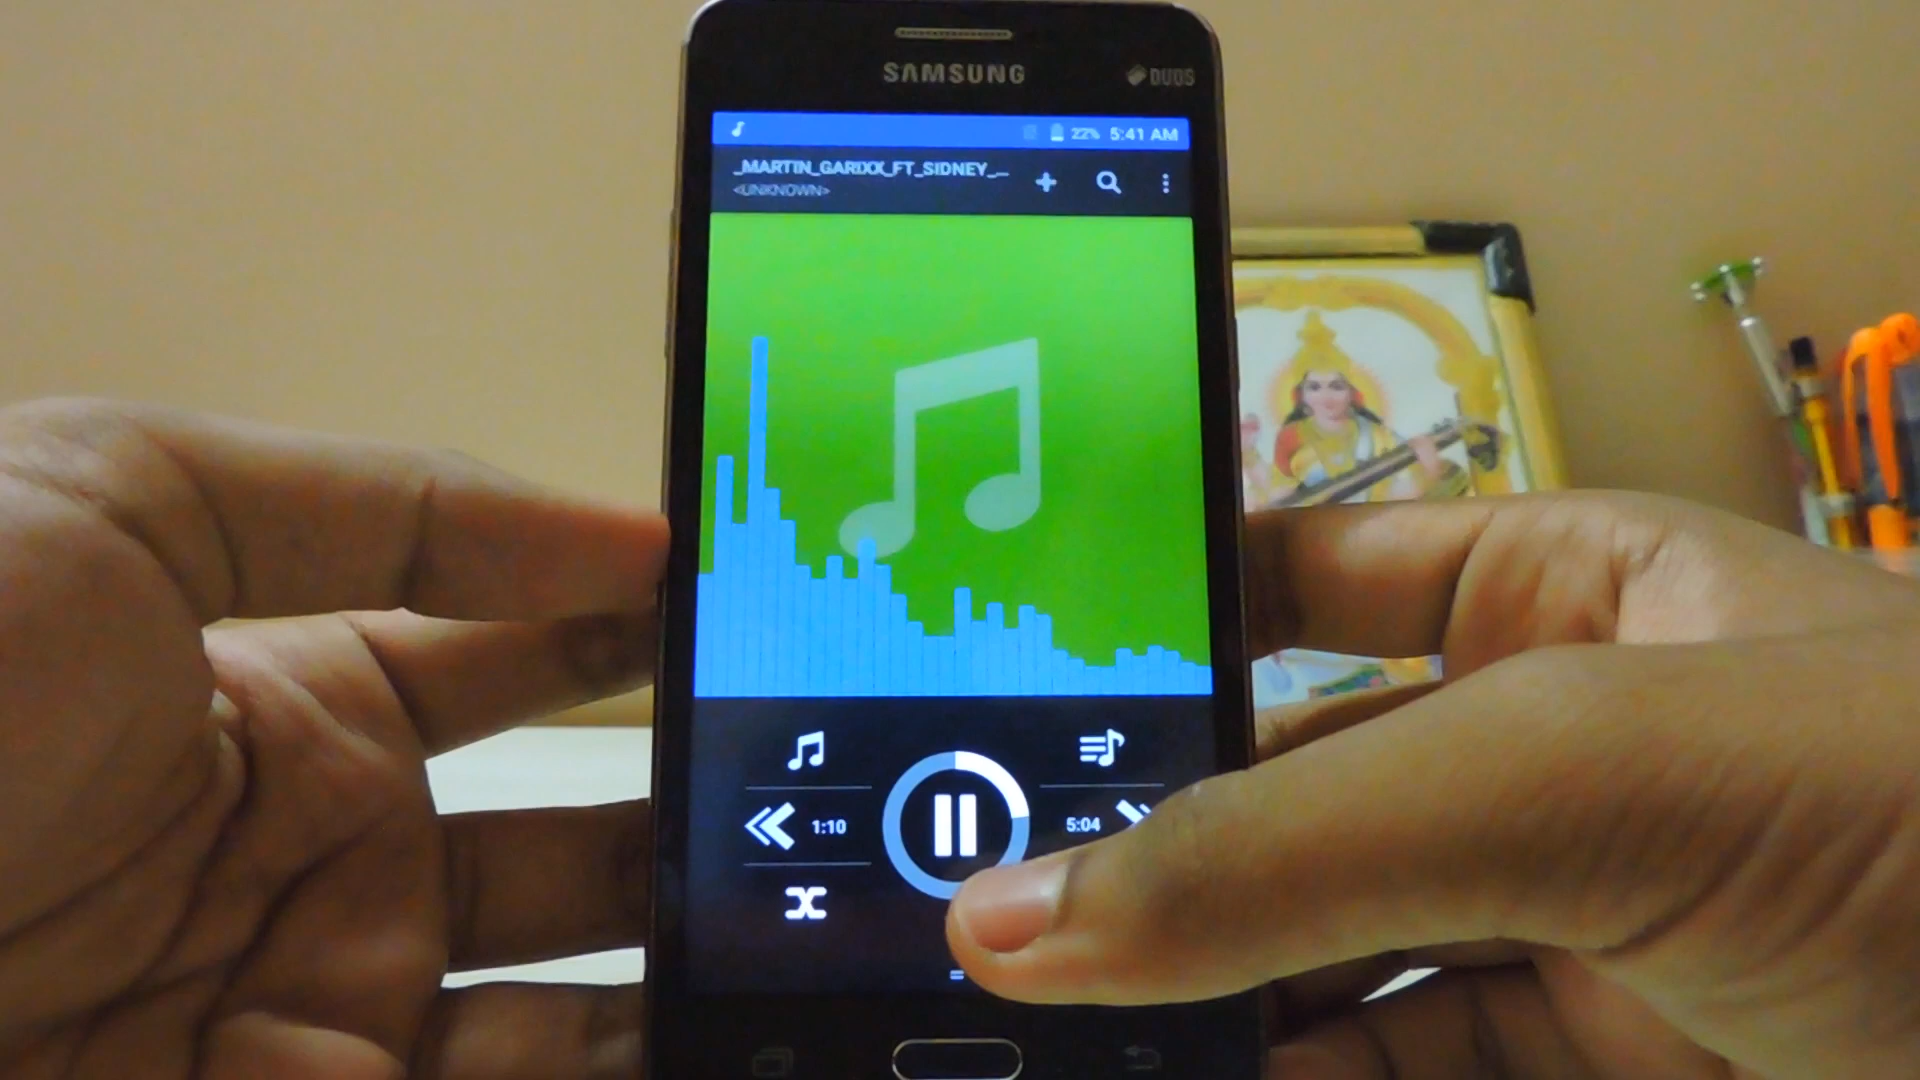 SAMSUNG
DUOS
22% 5:41 AM
_MARTIN_GARIXX_FT_SIDNEY_...
<UNKNOWN>
1:10
5:04